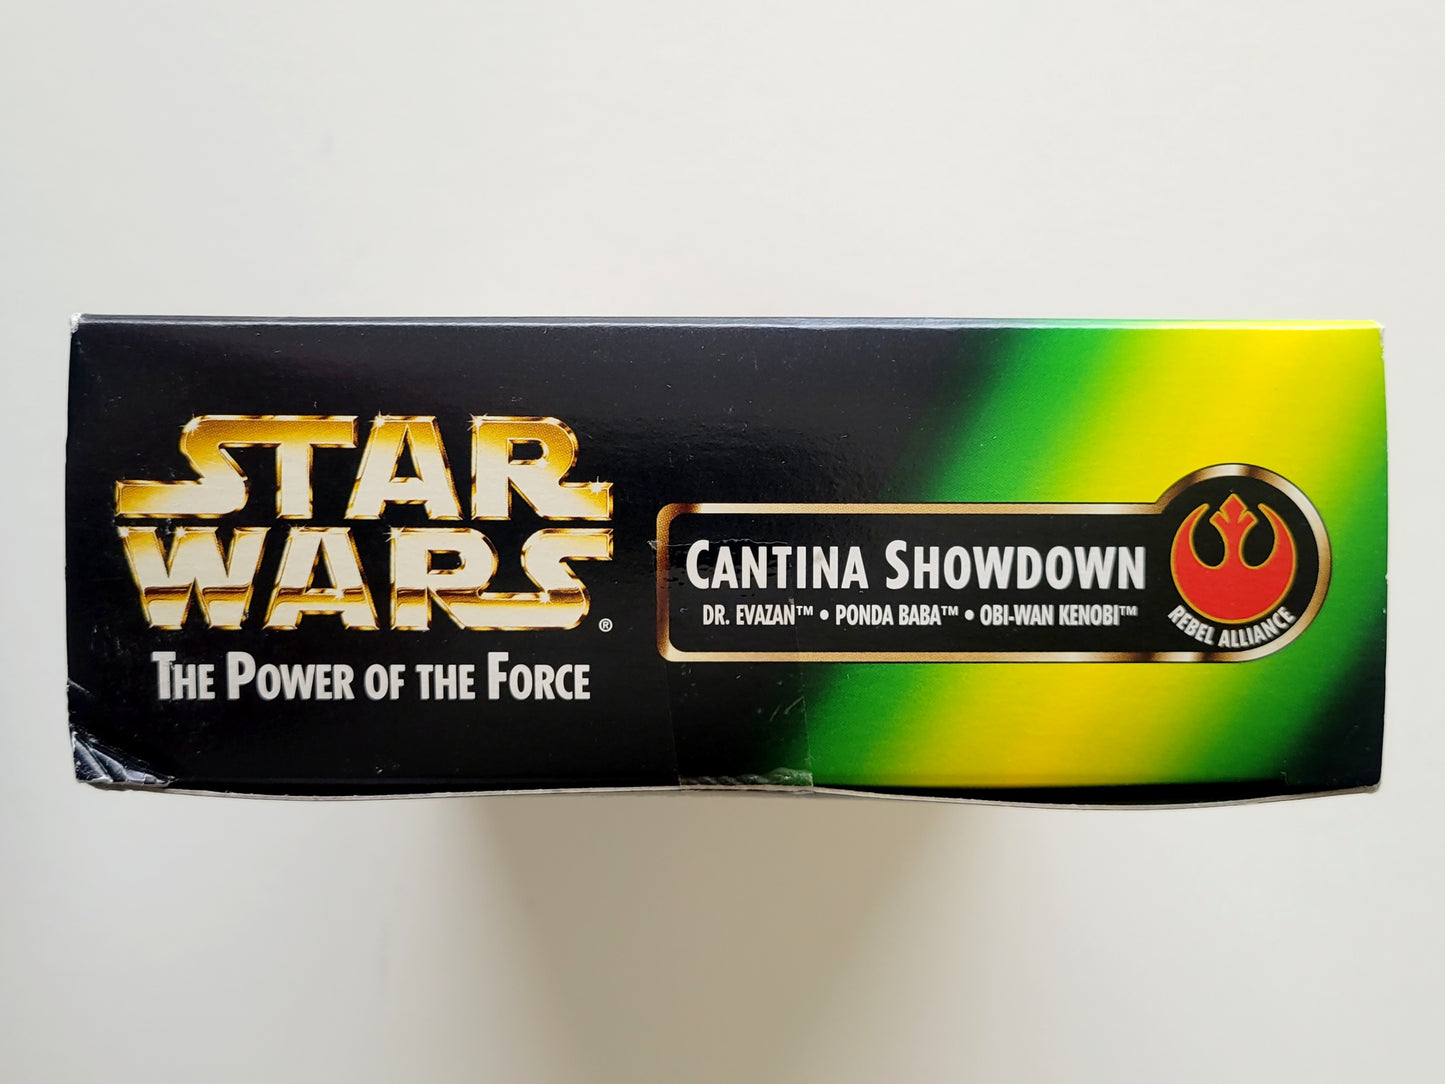 STAR
WARS®
THE POWER OF THE FORCE
CANTINA SHOWDOWN
DR. EVAZAN™ • PONDA BABA™ • OBI-WAN KENOBI™
REBEL ALLIANCE